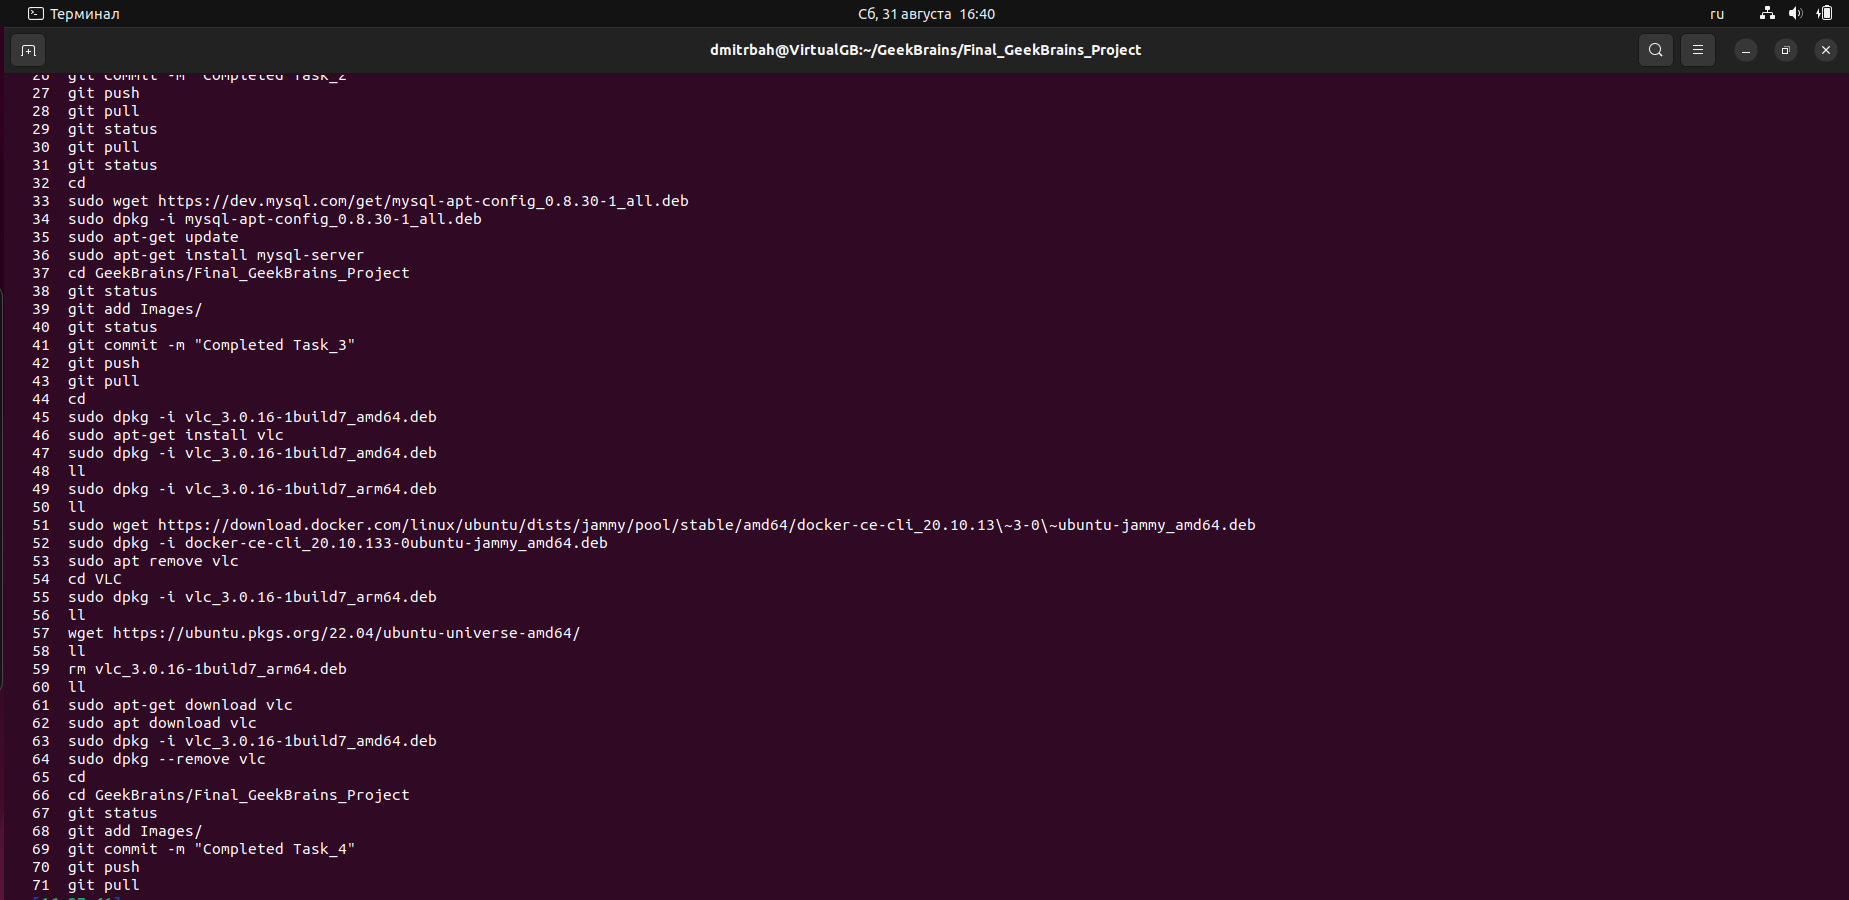 Терминал
Сб, 31 августа 16:40
ru
dmitrbah@VirtualGB:~/GeekBrains/Final_GeekBrains_Project
26 git commit -m "Completed Task_2"
27 git push
28 git pull
29 git status
30 git pull
31 git status
32 cd
33 sudo wget https://dev.mysql.com/get/mysql-apt-config_0.8.30-1_all.deb
34 sudo dpkg -i mysql-apt-config_0.8.30-1_all.deb
35 sudo apt-get update
36 sudo apt-get install mysql-server
37 cd GeekBrains/Final_GeekBrains_Project
38 git status
39 git add Images/
40 git status
41 git commit -m "Completed Task_3"
42 git push
43 git pull
44 cd
45 sudo dpkg -i vlc_3.0.16-1build7_amd64.deb
46 sudo apt-get install vlc
47 sudo dpkg -i vlc_3.0.16-1build7_amd64.deb
48 ll
49 sudo dpkg -i vlc_3.0.16-1build7_arm64.deb
50 ll
51 sudo wget https://download.docker.com/linux/ubuntu/dists/jammy/pool/stable/amd64/docker-ce-cli_20.10.13\~3-0\~ubuntu-jammy_amd64.deb
52 sudo dpkg -i docker-ce-cli_20.10.133-0ubuntu-jammy_amd64.deb
53 sudo apt remove vlc
54 cd VLC
55 sudo dpkg -i vlc_3.0.16-1build7_arm64.deb
56 ll
57 wget https://ubuntu.pkgs.org/22.04/ubuntu-universe-amd64/
58 ll
59 rm vlc_3.0.16-1build7_arm64.deb
60 ll
61 sudo apt-get download vlc
62 sudo apt download vlc
63 sudo dpkg -i vlc_3.0.16-1build7_amd64.deb
64 sudo dpkg --remove vlc
65 cd
66 cd GeekBrains/Final_GeekBrains_Project
67 git status
68 git add Images/
69 git commit -m "Completed Task_4"
70 git push
71 git pull